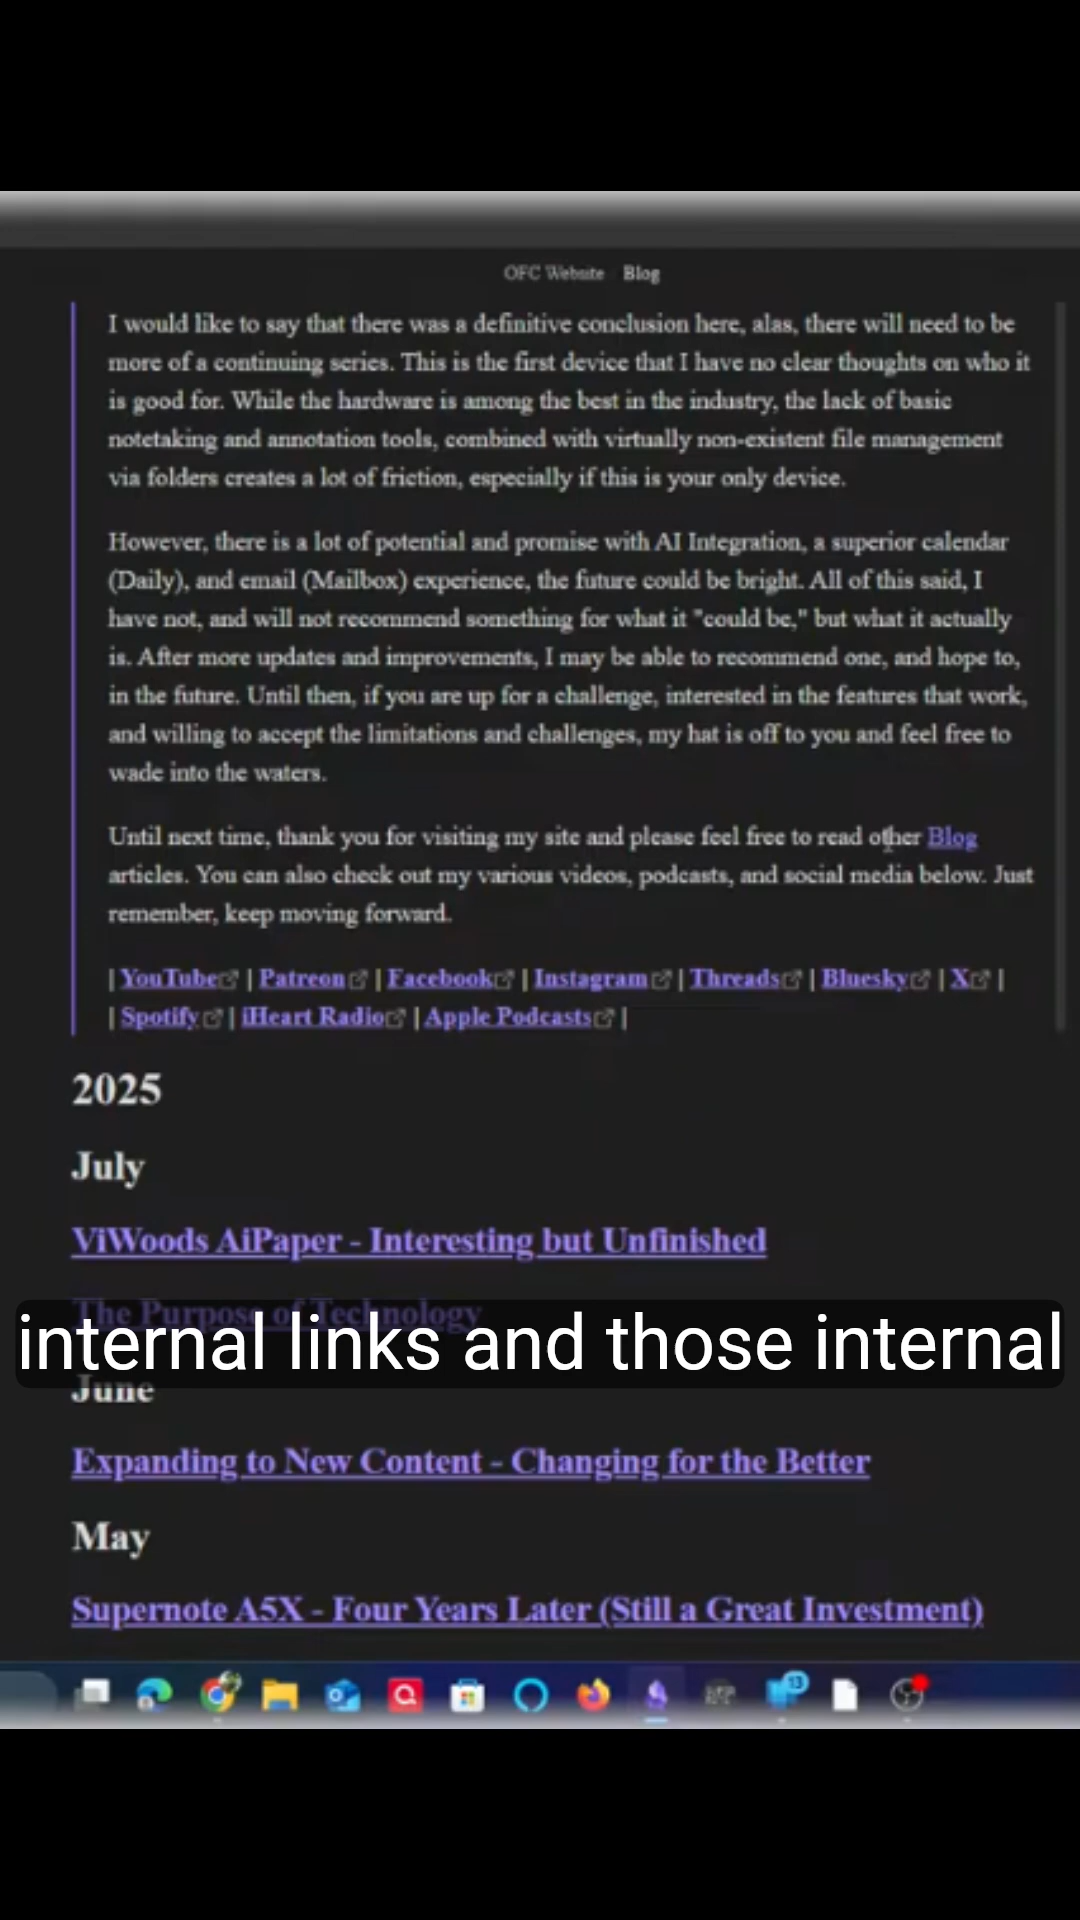 OFC Website Blog
I would like to say that there was a definitive conclusion here, alas, there will need to be
more of a continuing series. This is the first device that I have no clear thoughts on who it
is good for. While the hardware is among the best in the industry, the lack of basic
notetaking and annotation tools, combined with virtually non-existent file management
via folders creates a lot of friction, especially if this is your only device.
However, there is a lot of potential and promise with AI Integration, a superior calendar
(Daily), and email (Mailbox) experience, the future could be bright. All of this said, I
have not, and will not recommend something for what it "could be," but what it actually
is. After more updates and improvements, I may be able to recommend one, and hope to,
in the future. Until then, if you are up for a challenge, interested in the features that work,
and willing to accept the limitations and challenges, my hat is off to you and feel free to
wade into the waters.
Until next time, thank you for visiting my site and please feel free to read other Blog
articles. You can also check out my various videos, podcasts, and social media below. Just
remember, keep moving forward.
| YouTube | Patreon | Facebook | Instagram | Threads | Bluesky | X |
| Spotify | iHeart Radio | Apple Podcasts |
2025
July
ViWoods AiPaper - Interesting but Unfinished
The Purpose of Technology
internal links and those internal
June
Expanding to New Content - Changing for the Better
May
Supernote A5X - Four Years Later (Still a Great Investment)
13